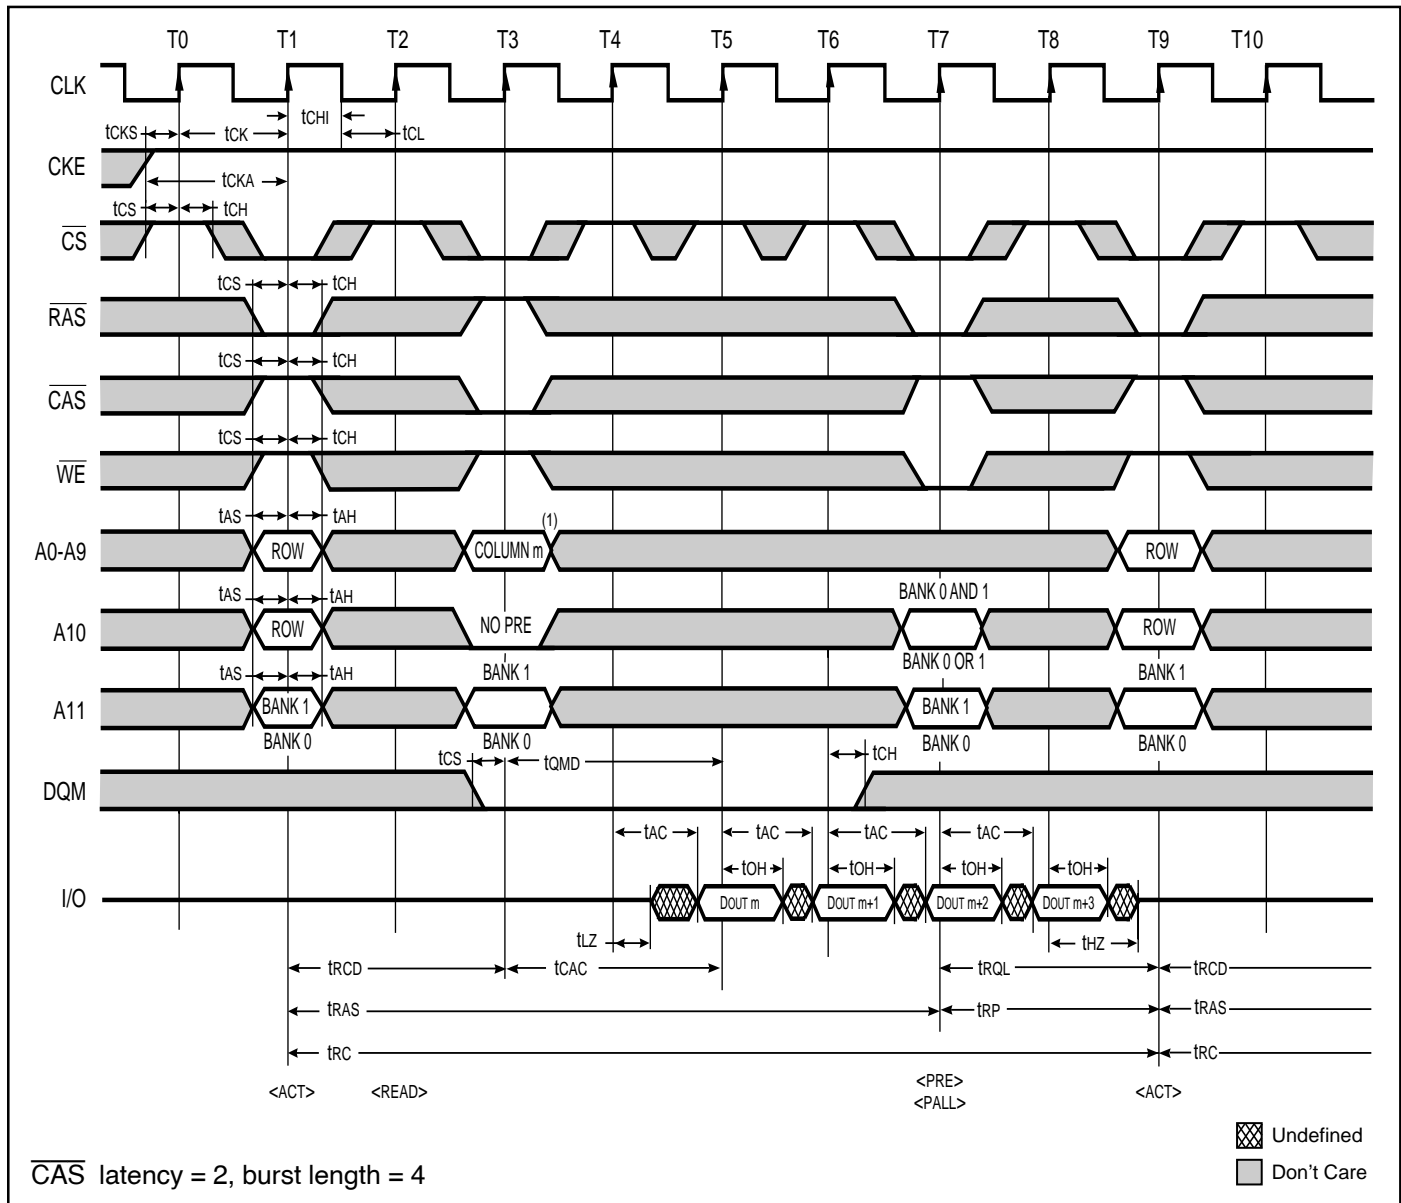 T0 T1 T2 T3 T4 T5 T6 T7 T8 T9 T10
CLK
tCHI
tCKS tCK tCL
CKE
tCKA
tCS tCH
CS
tCS tCH
RAS
tCS tCH
CAS
tCS tCH
WE
tAS tAH (1)
A0-A9 ROW COLUMN m ROW
tAS tAH BANK 0 AND 1
A10 ROW NO PRE ROW
tAS tAH BANK 1 BANK 0 OR 1 BANK 1
A11 BANK 1 BANK 1
BANK 0 BANK 0 BANK 0 BANK 0
tCS tQMD tCH
DQM
tAC tAC tAC tAC
tOH tOH tOH tOH
I/O DOUT m DOUT m+1 DOUT m+2 DOUT m+3
tLZ tHZ
tRCD tCAC tRQL tRCD
tRAS tRP tRAS
tRC tRC
<ACT> <READ> <PRE> <ACT>
<PALL>
Undefined
CAS latency = 2, burst length = 4 Don't Care